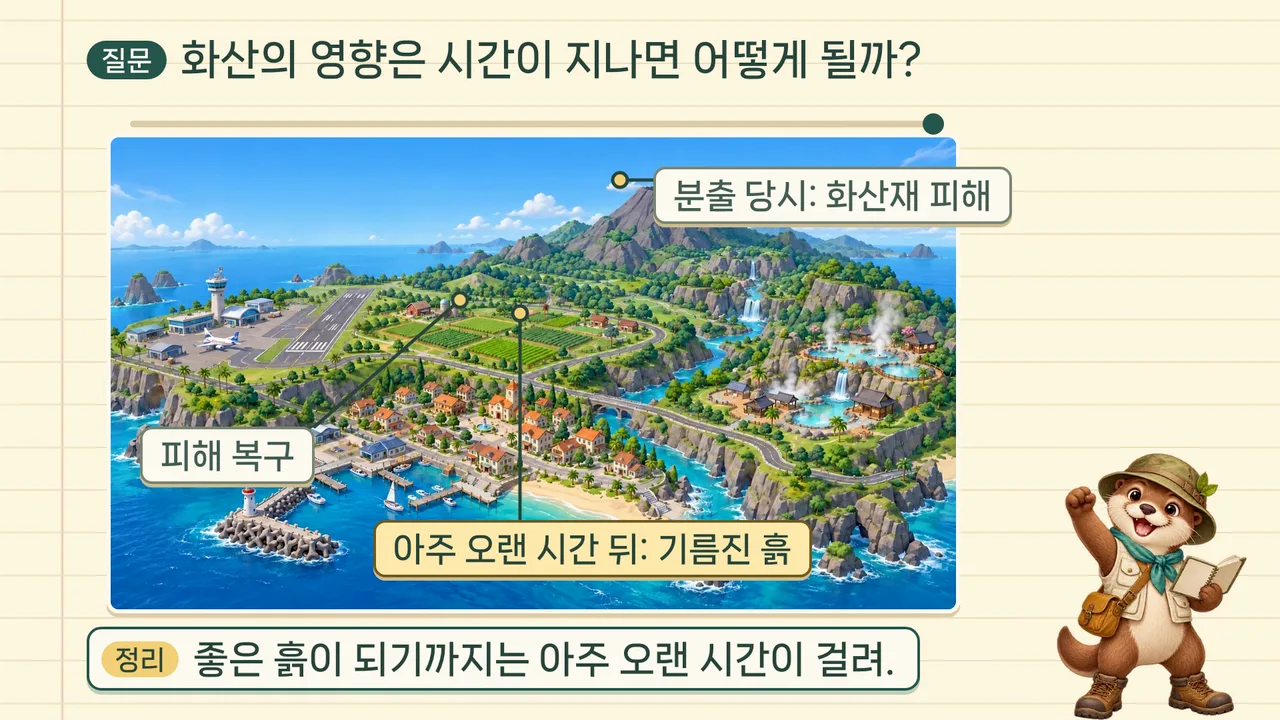 질문 화산의 영향은 시간이 지나면 어떻게 될까?
분출 당시: 화산재 피해
피해 복구
아주 오랜 시간 뒤: 기름진 흙
정리 좋은 흙이 되기까지는 아주 오랜 시간이 걸려.